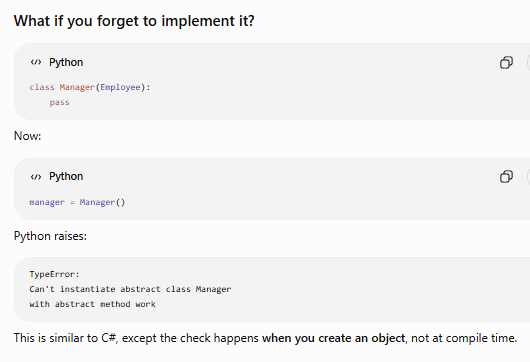 What if you forget to implement it?
</> Python
class Manager(Employee):
    pass
Now:
</> Python
manager = Manager()
Python raises:
TypeError:
Can't instantiate abstract class Manager
with abstract method work
This is similar to C#, except the check happens when you create an object, not at compile time.